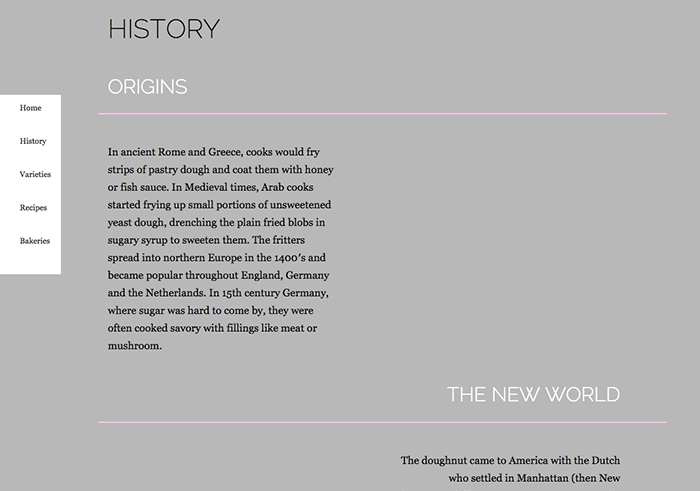 HISTORY
ORIGINS
Home
History
Varieties
Recipes
Bakeries
In ancient Rome and Greece, cooks would fry
strips of pastry dough and coat them with honey
or fish sauce. In Medieval times, Arab cooks
started frying up small portions of unsweetened
yeast dough, drenching the plain fried blobs in
sugary syrup to sweeten them. The fritters
spread into northern Europe in the 1400′s and
became popular throughout England, Germany
and the Netherlands. In 15th century Germany,
where sugar was hard to come by, they were
often cooked savory with fillings like meat or
mushroom.
THE NEW WORLD
The doughnut came to America with the Dutch
who settled in Manhattan (then New